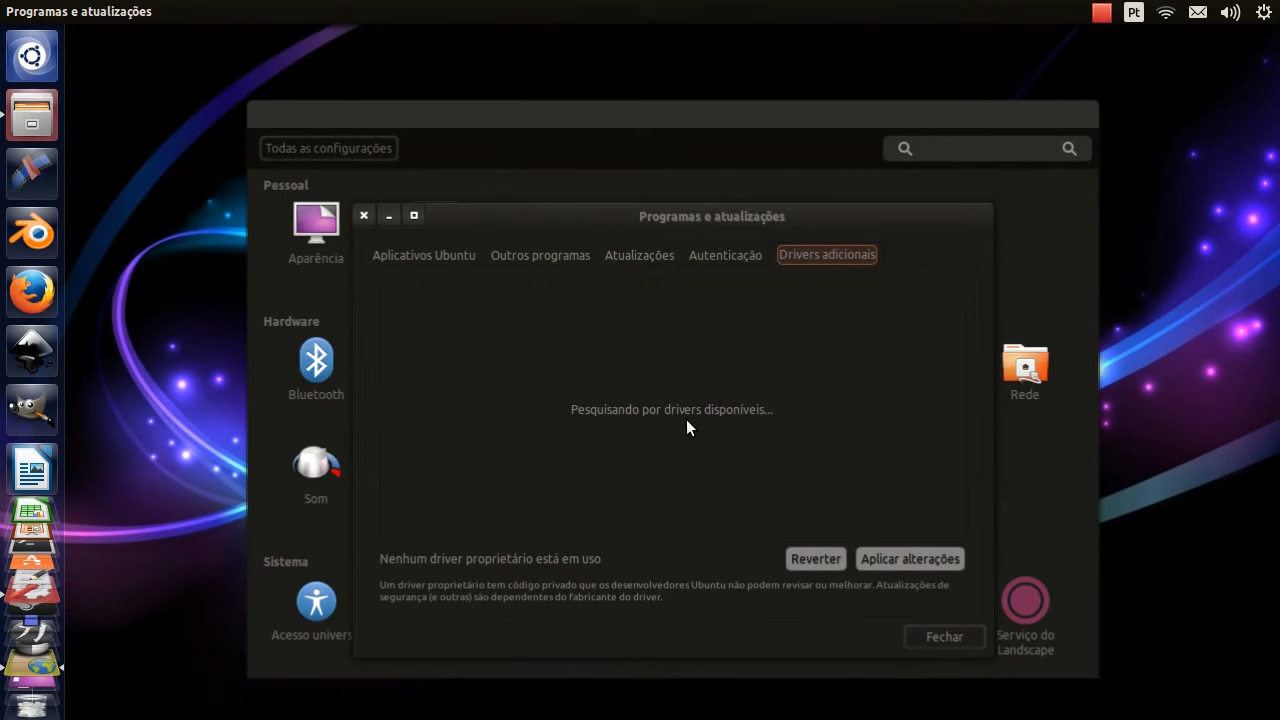 Programas e atualizações
Pt
Todas as configurações
Pessoal
Aparência
Hardware
Bluetooth
Som
Sistema
Acesso univers
Rede
Serviço do
Landscape
Programas e atualizações
Aplicativos Ubuntu
Outros programas
Atualizações
Autenticação
Drivers adicionais
Pesquisando por drivers disponíveis...
Nenhum driver proprietário está em uso
Reverter
Aplicar alterações
Um driver proprietário tem código privado que os desenvolvedores Ubuntu não podem revisar ou melhorar. Atualizações de
segurança (e outras) são dependentes do fabricante do driver.
Fechar